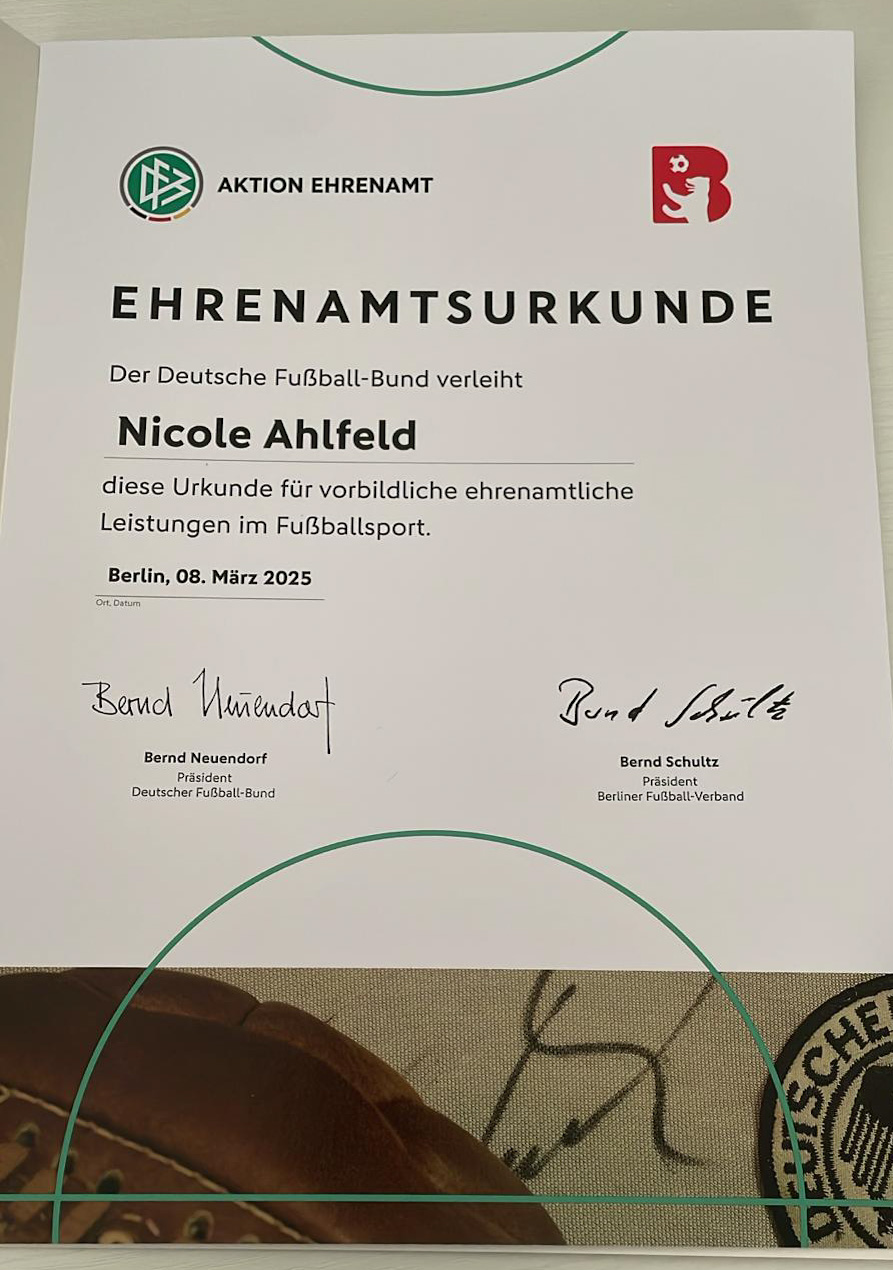 DFB AKTION EHRENAMT
B
EHRENAMTSURKUNDE
Der Deutsche Fußball-Bund verleiht
Nicole Ahlfeld
diese Urkunde für vorbildliche ehrenamtliche
Leistungen im Fußballsport.
Berlin, 08. März 2025
Ort, Datum
Bernd Neuendorf
Bernd Schultz
Bernd Neuendorf
Präsident
Deutscher Fußball-Bund
Bernd Schultz
Präsident
Berliner Fußball-Verband
DEUTSCHE